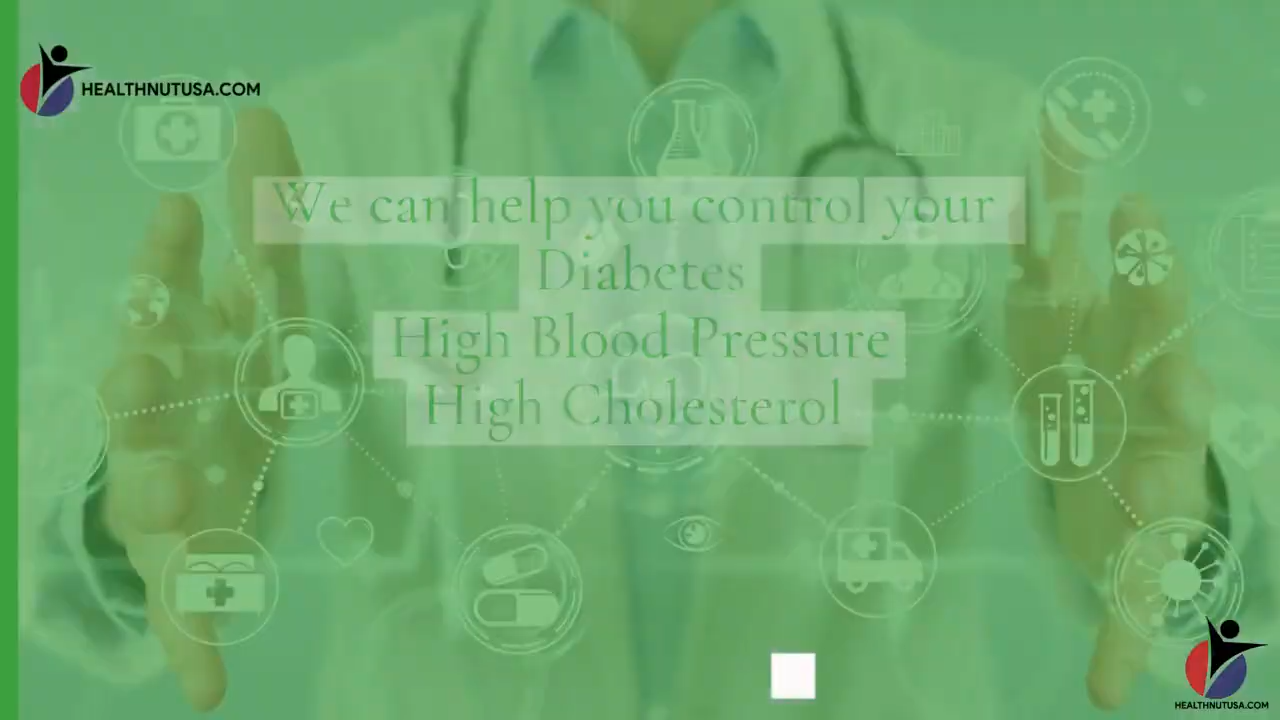 HEALTHNUTUSA.COM
We can help you control your
Diabetes
High Blood Pressure
High Cholesterol
HEALTHNUTUSA.COM